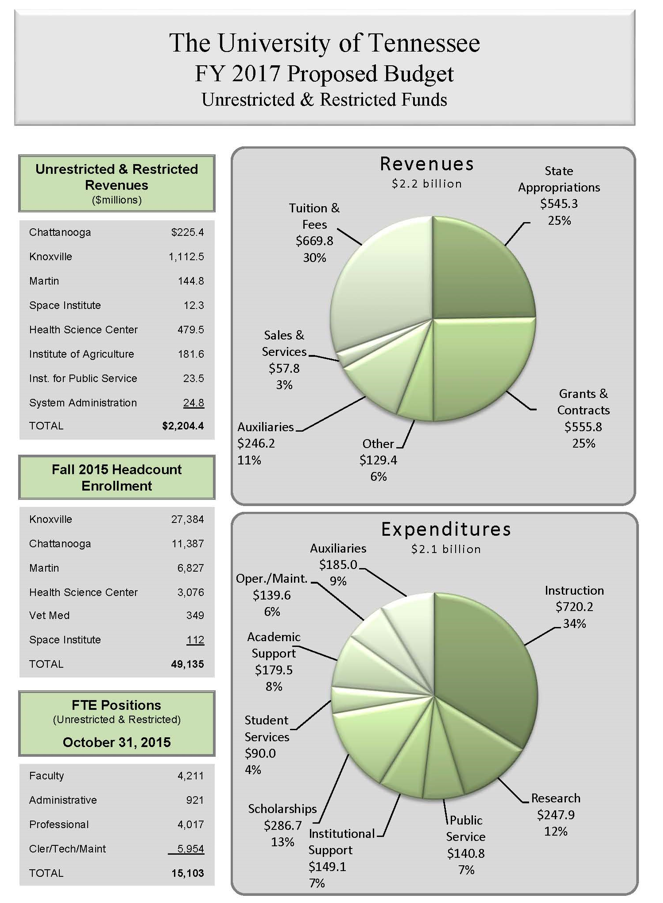 The University of Tennessee
FY 2017 Proposed Budget
Unrestricted & Restricted Funds
Unrestricted & Restricted
Revenues
($millions)
Chattanooga $225.4
Knoxville 1,112.5
Martin 144.8
Space Institute 12.3
Health Science Center 479.5
Institute of Agriculture 181.6
Inst. for Public Service 23.5
System Administration 24.8
TOTAL $2,204.4
Fall 2015 Headcount
Enrollment
Knoxville 27,384
Chattanooga 11,387
Martin 6,827
Health Science Center 3,076
Vet Med 349
Space Institute 112
TOTAL 49,135
FTE Positions
(Unrestricted & Restricted)
October 31, 2015
Faculty 4,211
Administrative 921
Professional 4,017
Cler/Tech/Maint 5,954
TOTAL 15,103
Revenues
$2.2 billion
State
Appropriations
$545.3
25%
Grants &
Contracts
$555.8
25%
Other
$129.4
6%
Auxiliaries
$246.2
11%
Sales &
Services
$57.8
3%
Tuition &
Fees
$669.8
30%
Expenditures
$2.1 billion
Instruction
$720.2
34%
Research
$247.9
12%
Public
Service
$140.8
7%
Institutional
Support
$149.1
7%
Scholarships
$286.7
13%
Student
Services
$90.0
4%
Academic
Support
$179.5
8%
Oper./Maint.
$139.6
6%
Auxiliaries
$185.0
9%